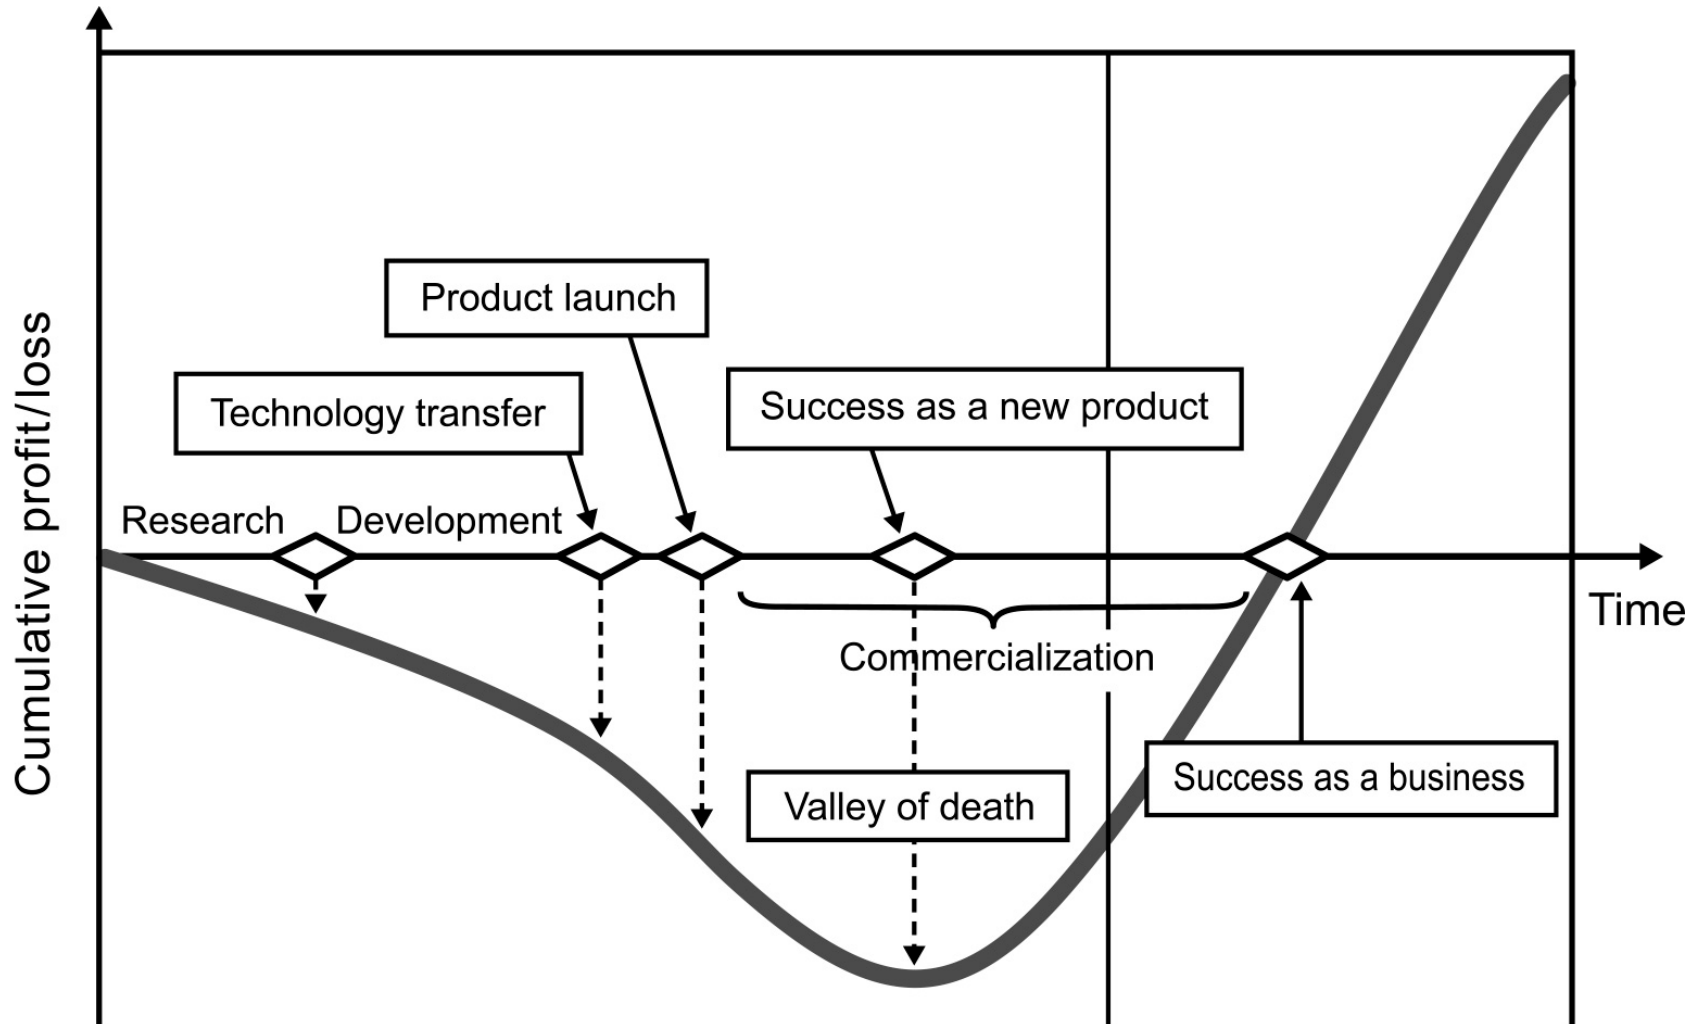 Product launch
Technology transfer
Success as a new product
Research
Development
Cumulative profit/loss
Time
Commercialization
Valley of death
Success as a business